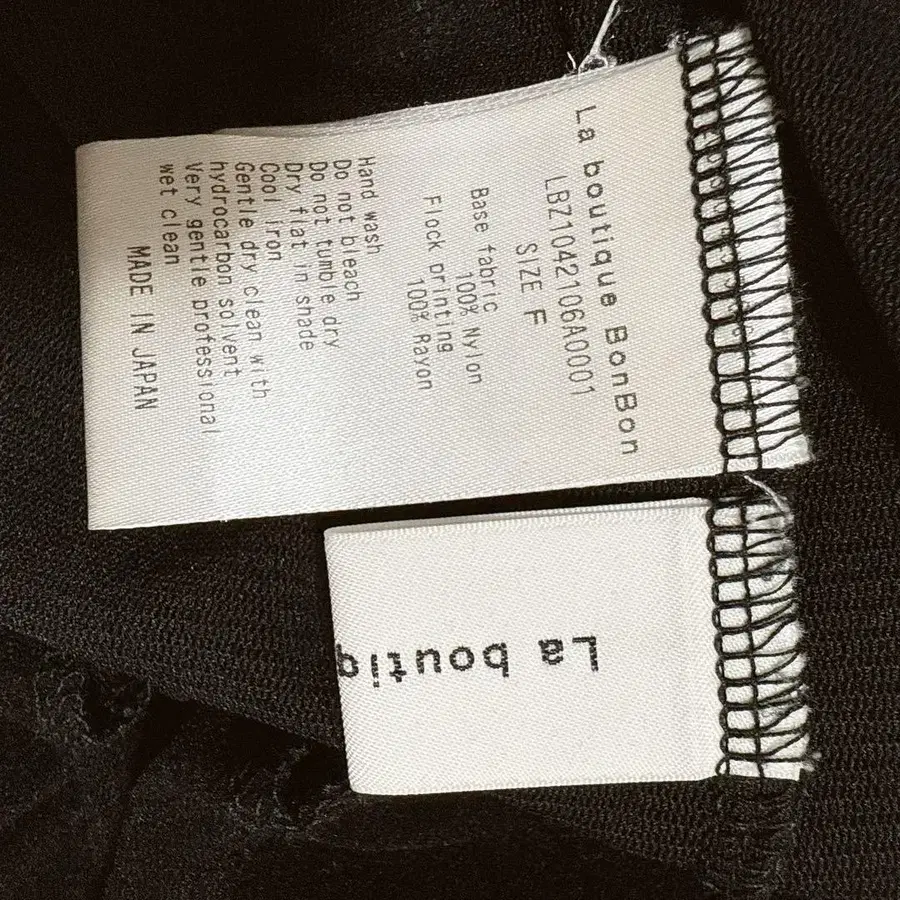 La boutique BonBon
LBZ1042106A0001
SIZE F
Base fabric
100% Nylon
Flock printing
100% Rayon
Hand wash
Do not bleach
Do not tumble dry
Dry flat in shade
Cool iron
Gentle dry clean with
hydrocarbon solvent
Very gentle professional
wet clean
MADE IN JAPAN
La boutiq